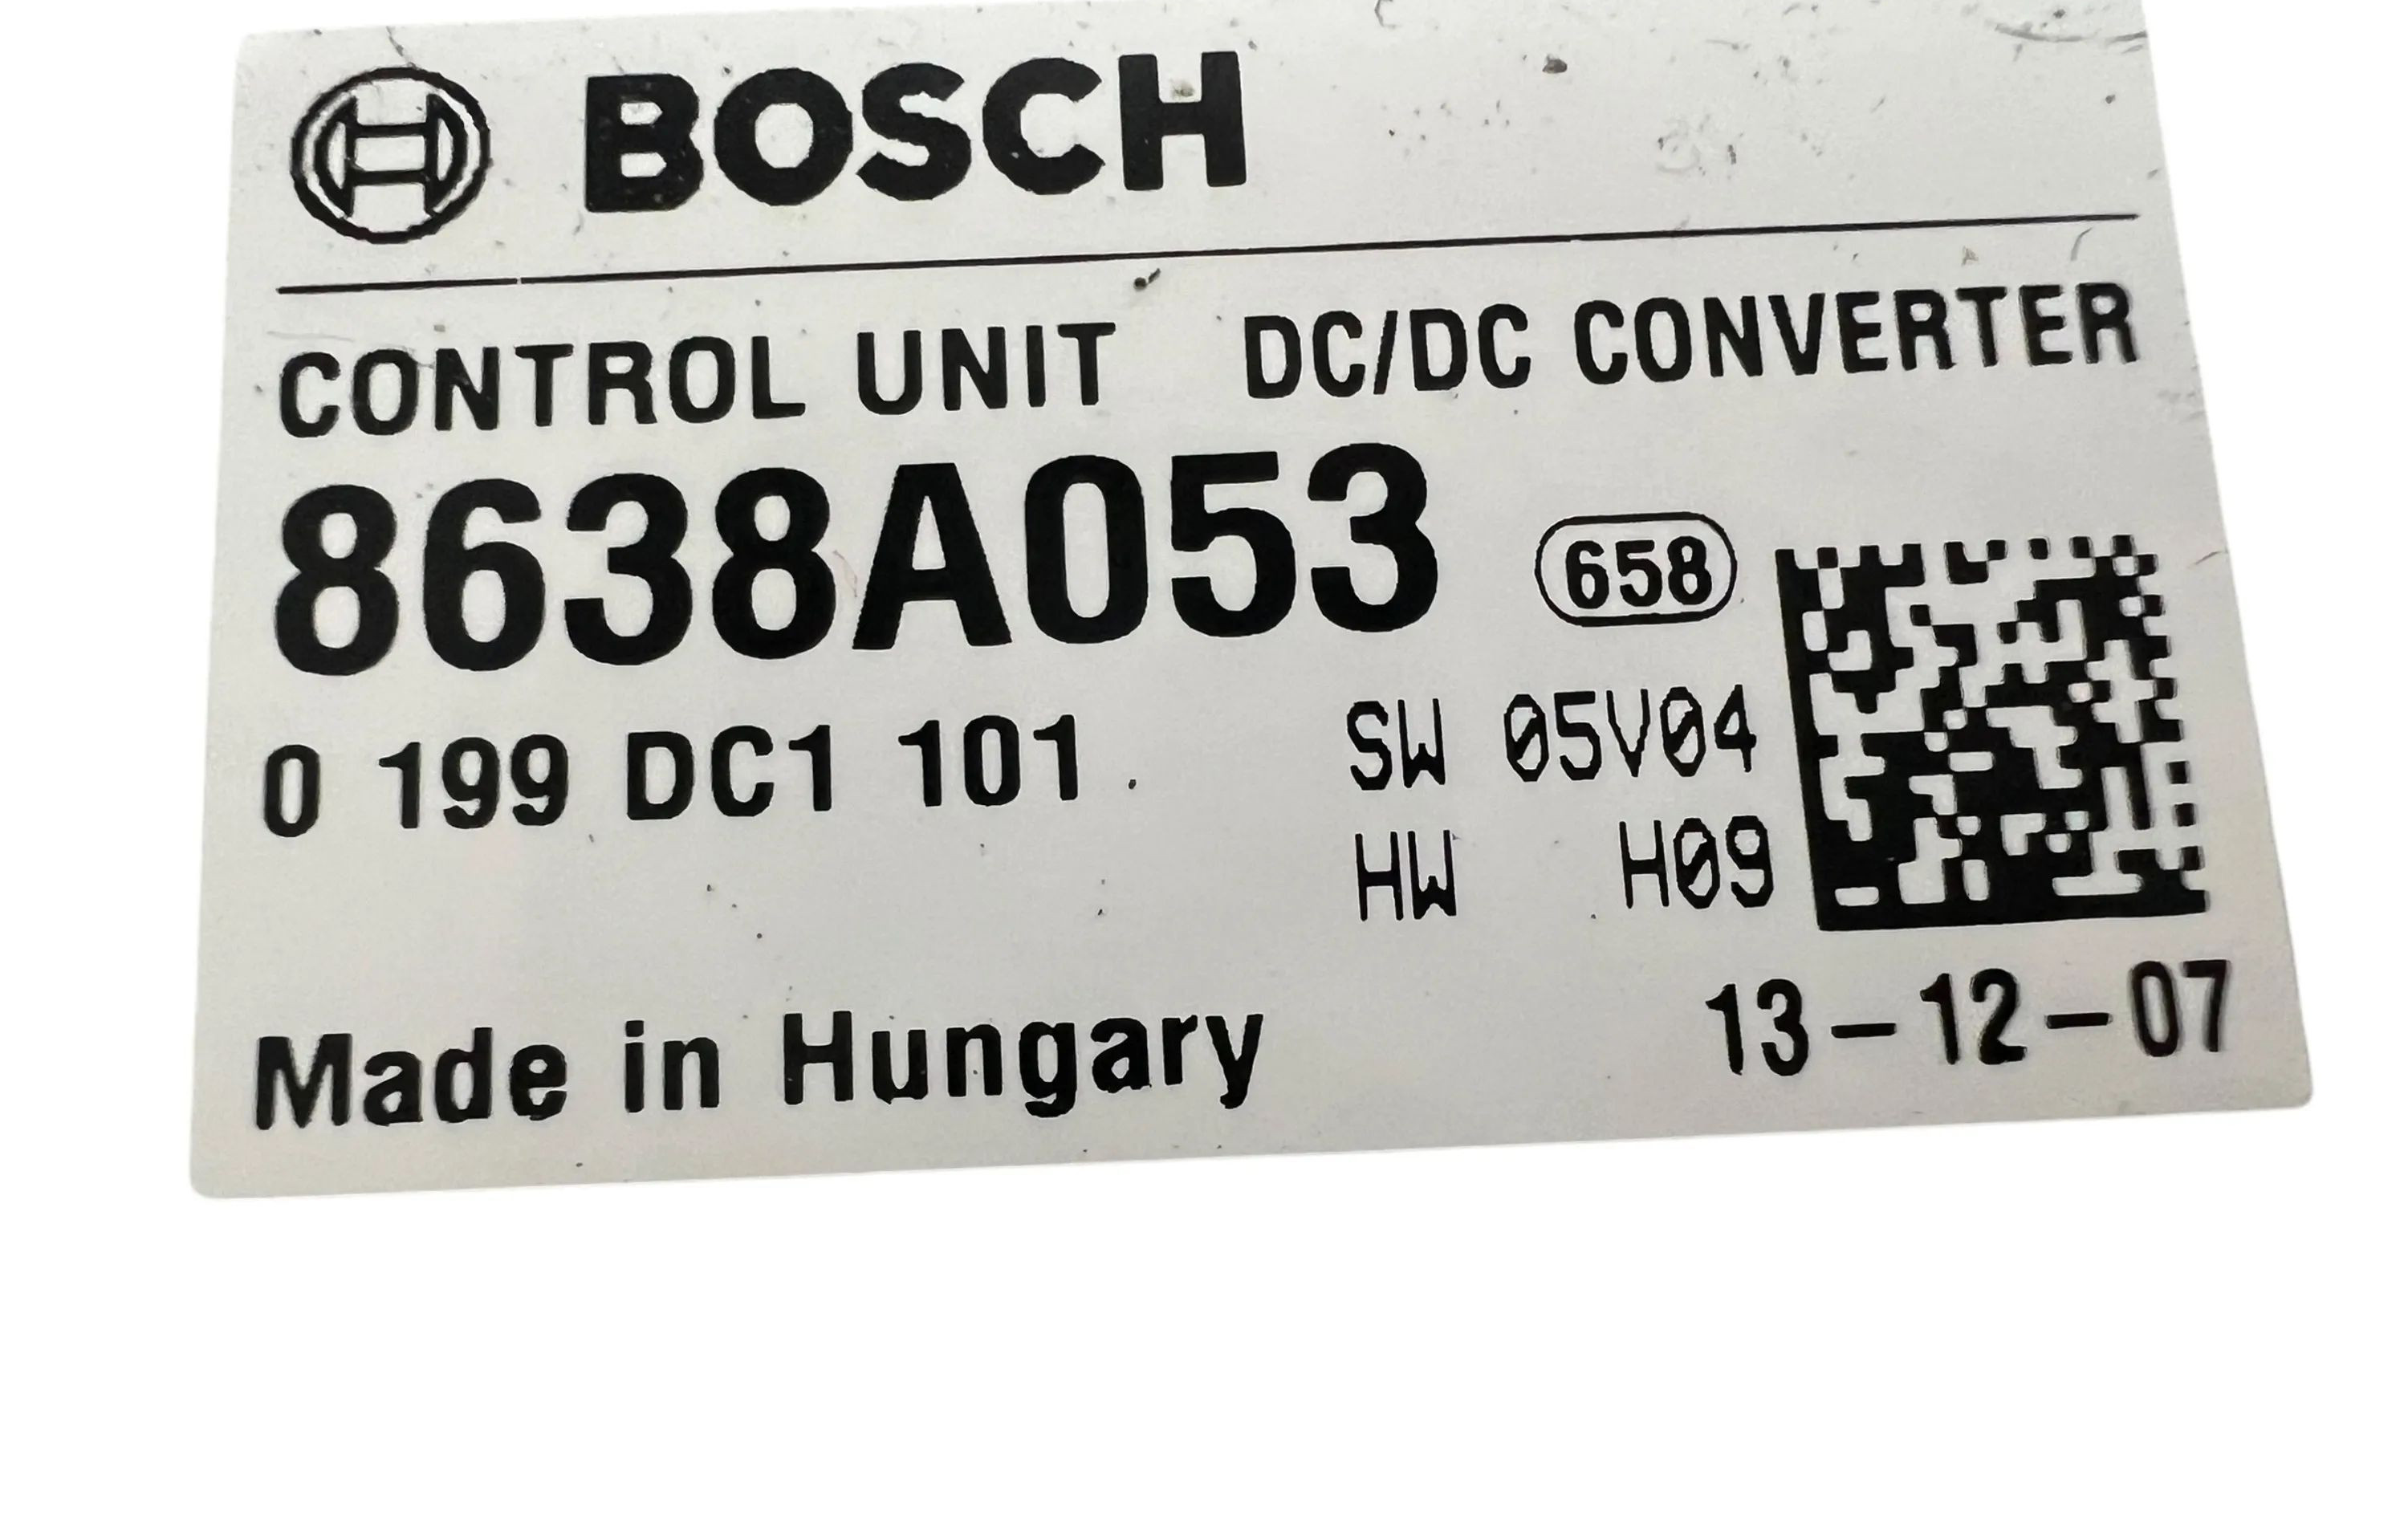 BOSCH
CONTROL UNIT DC/DC CONVERTER
8638A053 658
0 199 DC1 101 SW 05V04
HW H09
Made in Hungary 13-12-07